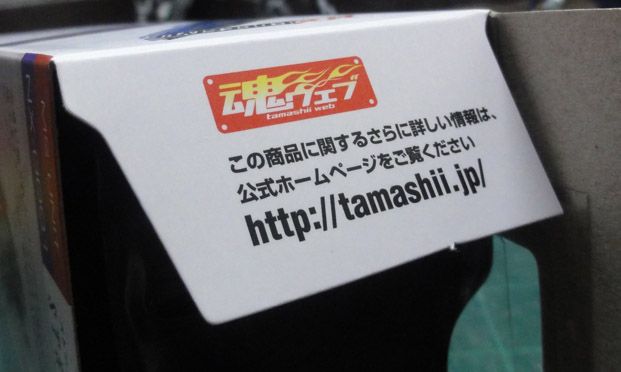 魂ウェブ
tamashii web
この商品に関するさらに詳しい情報は、
公式ホームページをご覧ください
http://tamashii.jp/